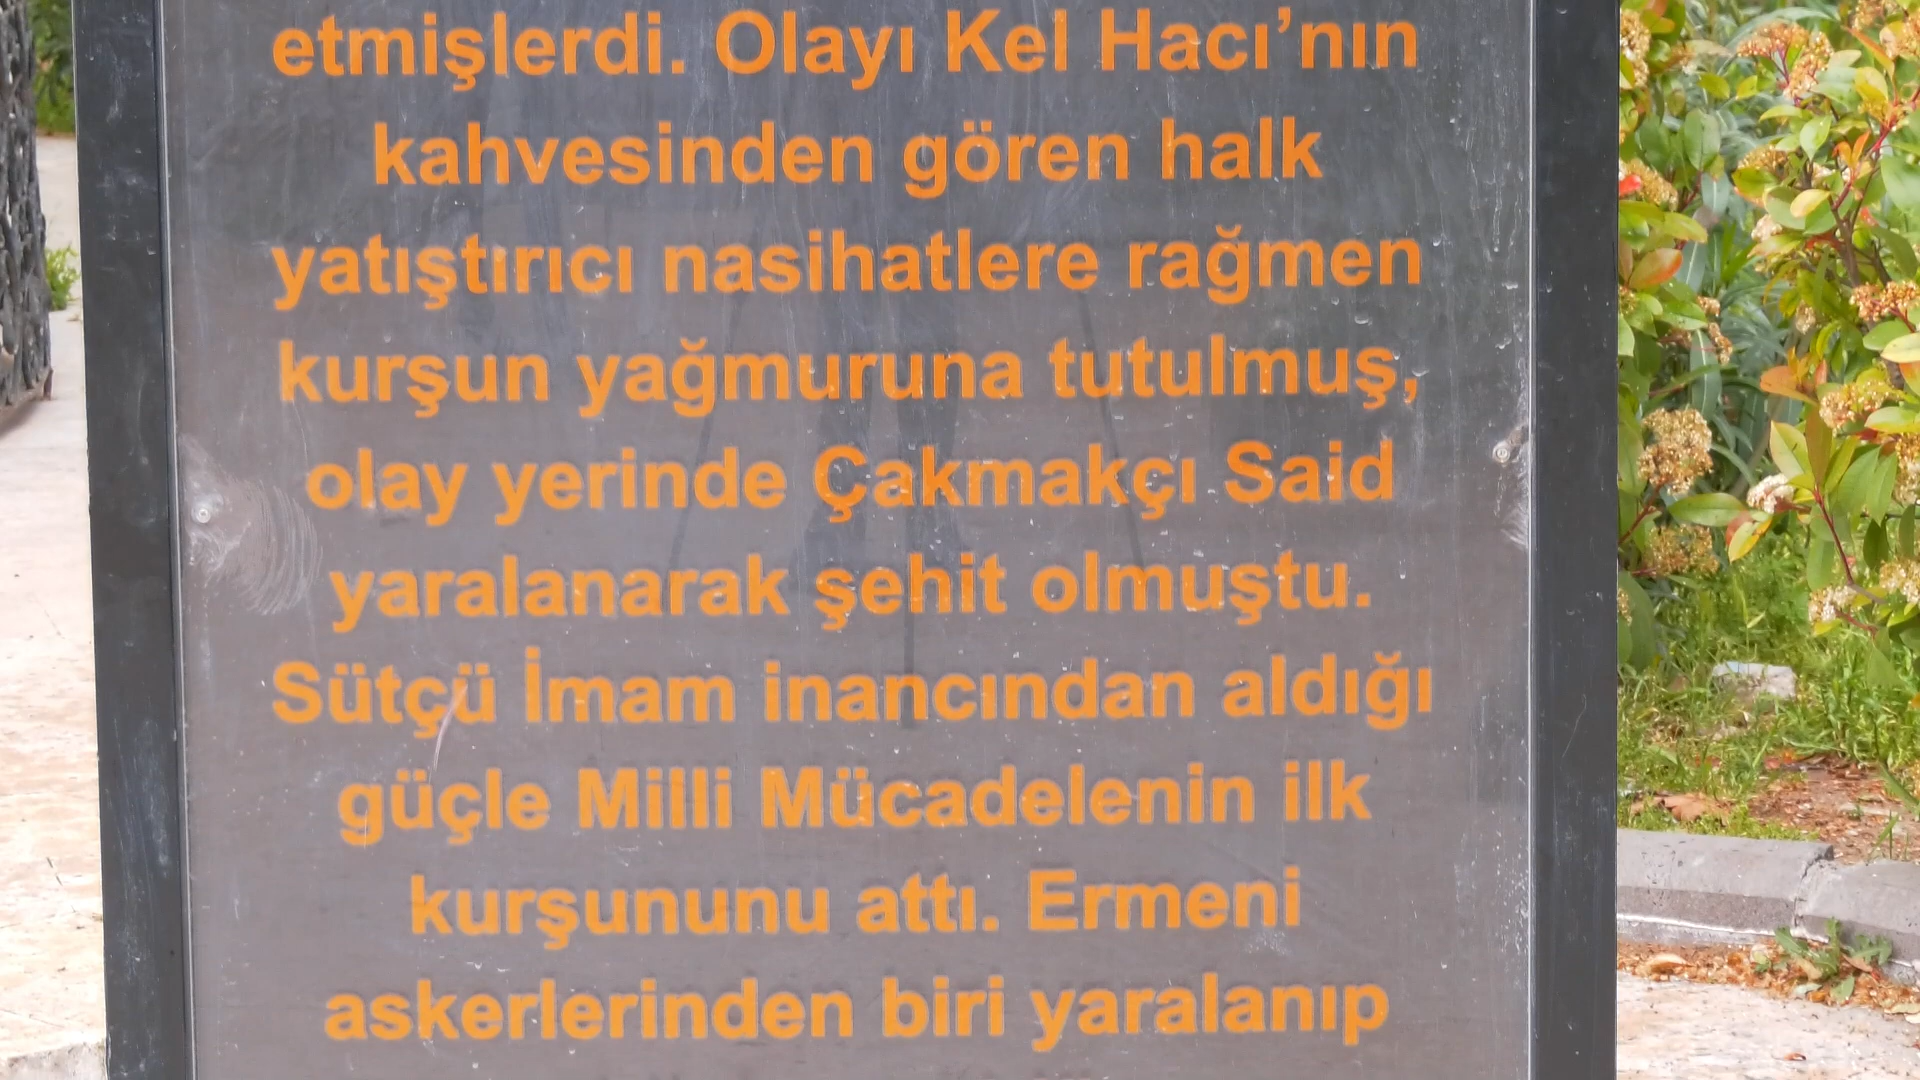 etmişlerdi. Olayı Kel Hacı’nın
kahvesinden gören halk
yatıştırıcı nasihatlere rağmen
kurşun yağmuruna tutulmuş,
olay yerinde Çakmakçı Said
yaralanarak şehit olmuştu.
Sütçü İmam inancından aldığı
güçle Milli Mücadelenin ilk
kurşununu attı. Ermeni
askerlerinden biri yaralanıp